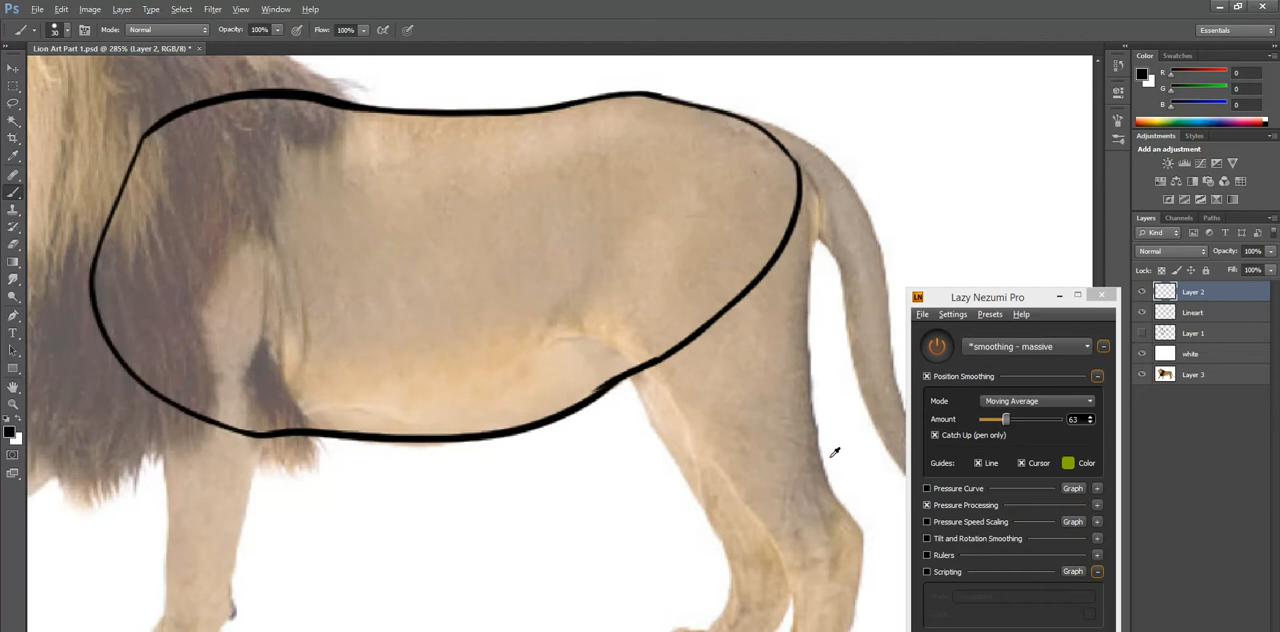 Ps File Edit Image Layer Type Select Filter View Window Help
30 Mode: Normal Opacity: 100% Flow: 100% Essentials
Lion Art Part 1.psd @ 285% (Layer 2, RGB/8) * ×
Color Swatches
R 0
G 0
B 0
Adjustments Styles
Add an adjustment
Layers Channels Paths
Kind
Normal Opacity: 100%
Lock: Fill: 100%
Layer 2
Lineart
Layer 1
white
Layer 3
LN Lazy Nezumi Pro
File Settings Presets Help
*smoothing - massive
Position Smoothing
Mode Moving Average
Amount 63
Catch Up (pen only)
Guides: Line Cursor Color
Pressure Curve Graph
Pressure Processing
Pressure Speed Scaling Graph
Tilt and Rotation Smoothing
Rulers
Scripting Graph